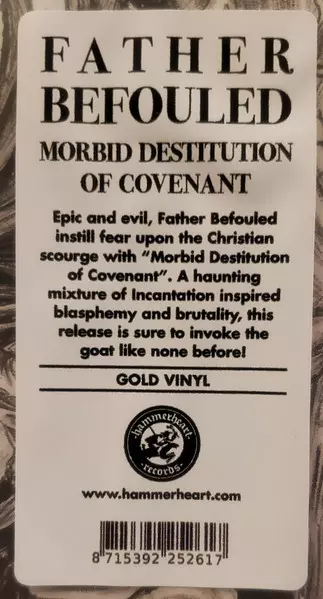 FATHER
BEFOULED
MORBID DESTITUTION
OF COVENANT
Epic and evil, Father Befouled
instill fear upon the Christian
scourge with “Morbid Destitution
of Covenant”. A haunting
mixture of Incantation inspired
blasphemy and brutality, this
release is sure to invoke the
goat like none before!
GOLD VINYL
·hammerheart·
records
www.hammerheart.com
8 715392 252617